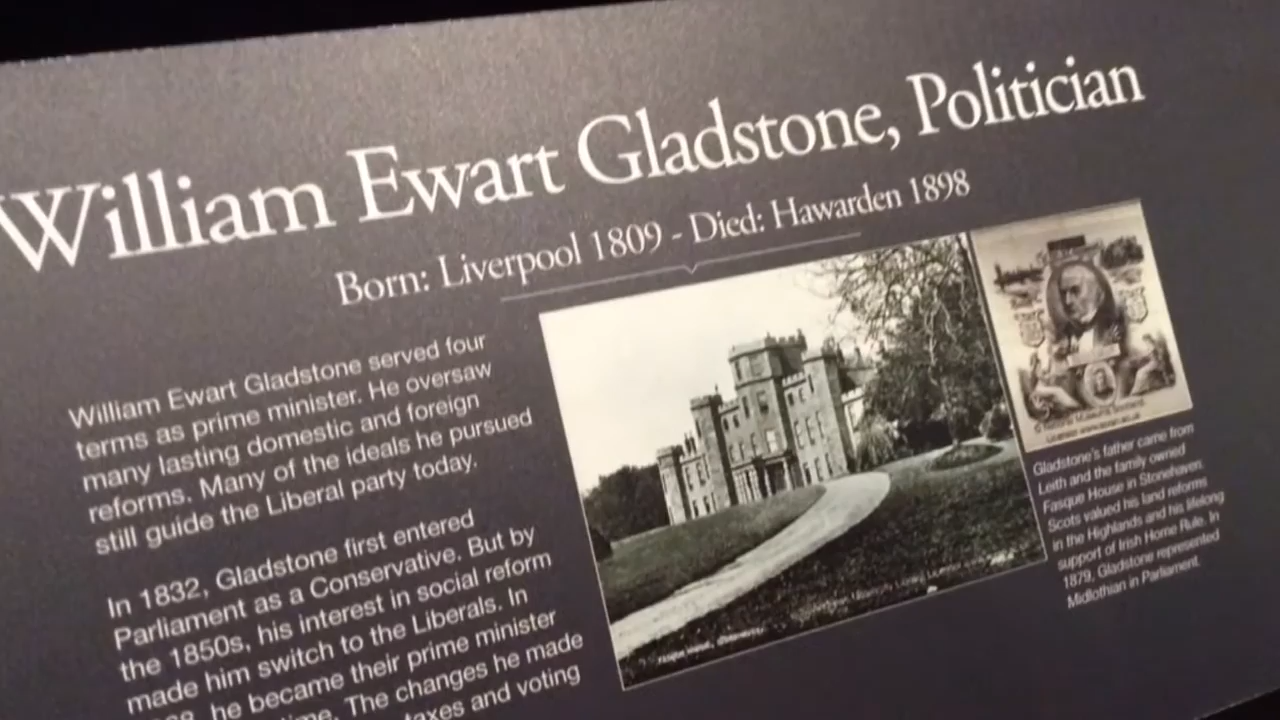 William Ewart Gladstone, Politician
Born: Liverpool 1809 - Died: Hawarden 1898
William Ewart Gladstone served four
terms as prime minister. He oversaw
many lasting domestic and foreign
reforms. Many of the ideals he pursued
still guide the Liberal party today.
In 1832, Gladstone first entered
Parliament as a Conservative. But by
the 1850s, his interest in social reform
made him switch to the Liberals. In
he became their prime minister
The changes he made
taxes and voting
Gladstone's father came from
Leith and the family owned
Fasque House in Stonehaven.
Scots valued his land reforms
in the Highlands and his lifelong
support of Irish Home Rule. In
1879, Gladstone represented
Midlothian in Parliament.